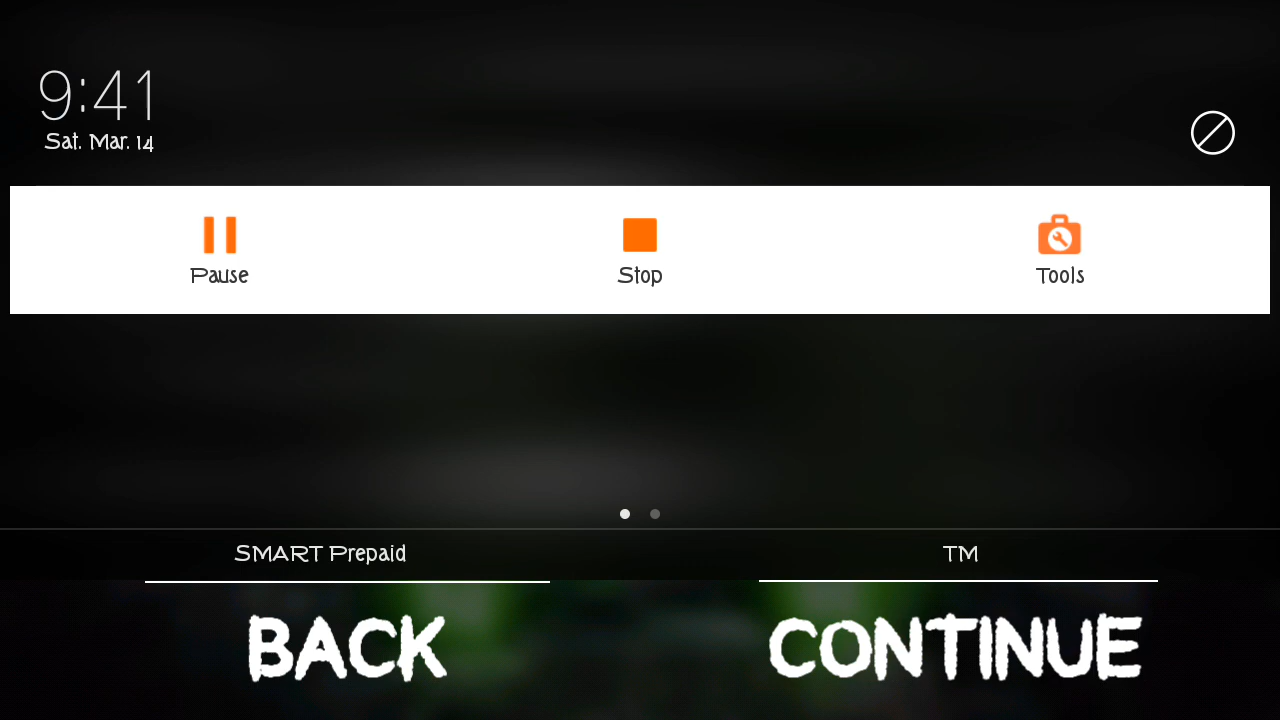 9:41
Sat. Mar. 14
Pause
Stop
Tools
SMART Prepaid
TM
BACK
CONTINUE